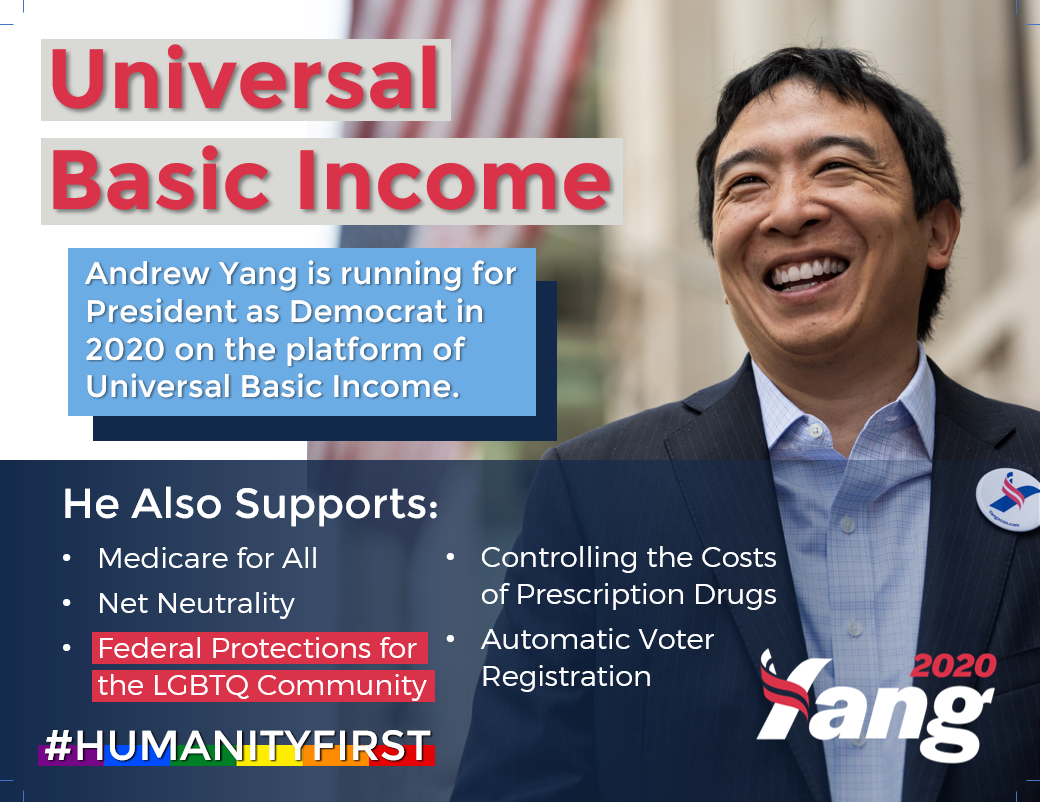 Universal
Basic Income
Andrew Yang is running for
President as Democrat in
2020 on the platform of
Universal Basic Income.
He Also Supports:
• Medicare for All
• Net Neutrality
• Federal Protections for
the LGBTQ Community
• Controlling the Costs
of Prescription Drugs
• Automatic Voter
Registration
#HUMANITYFIRST
2020
Yang